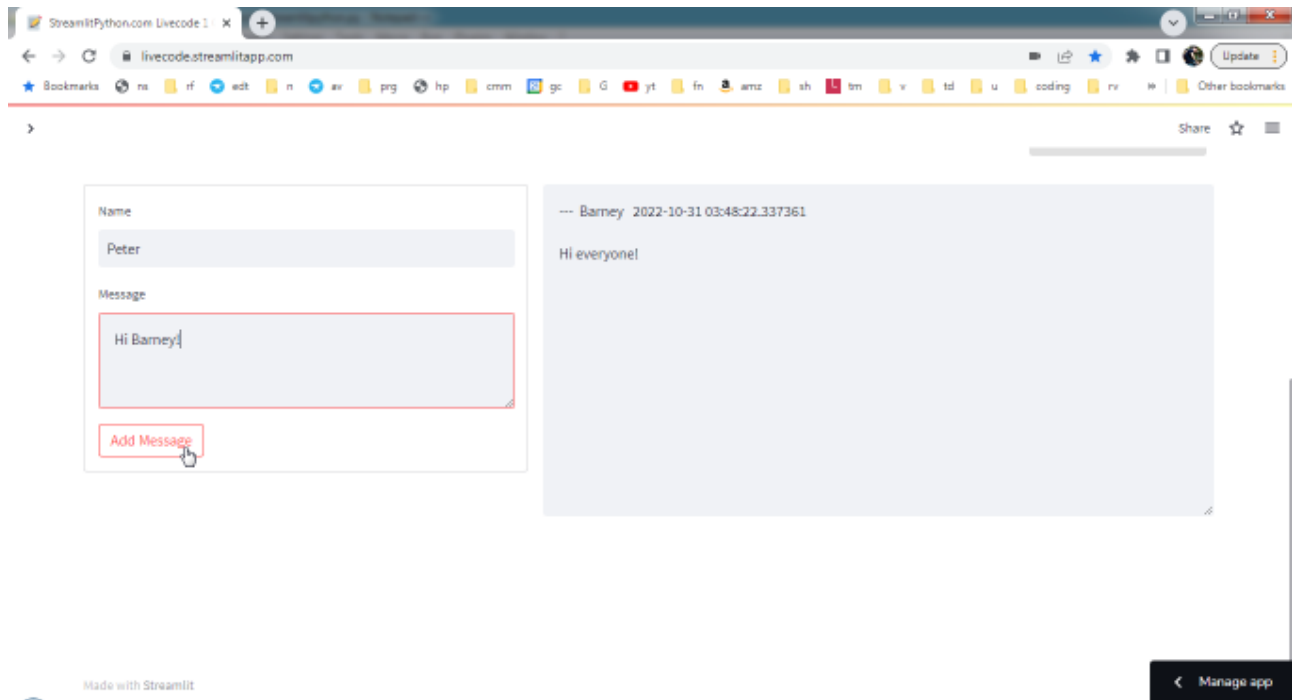 StreamlitPython.com Livecode 1
livecode.streamlitapp.com
Update
Bookmarks ns rf edt n av prg hp cmm gc G yt fn amz sh tm v td u coding rv » Other bookmarks
Share
Name
Peter
Message
Hi Barney!
Add Message
--- Barney 2022-10-31 03:48:22.337361
Hi everyone!
Made with Streamlit
Manage app